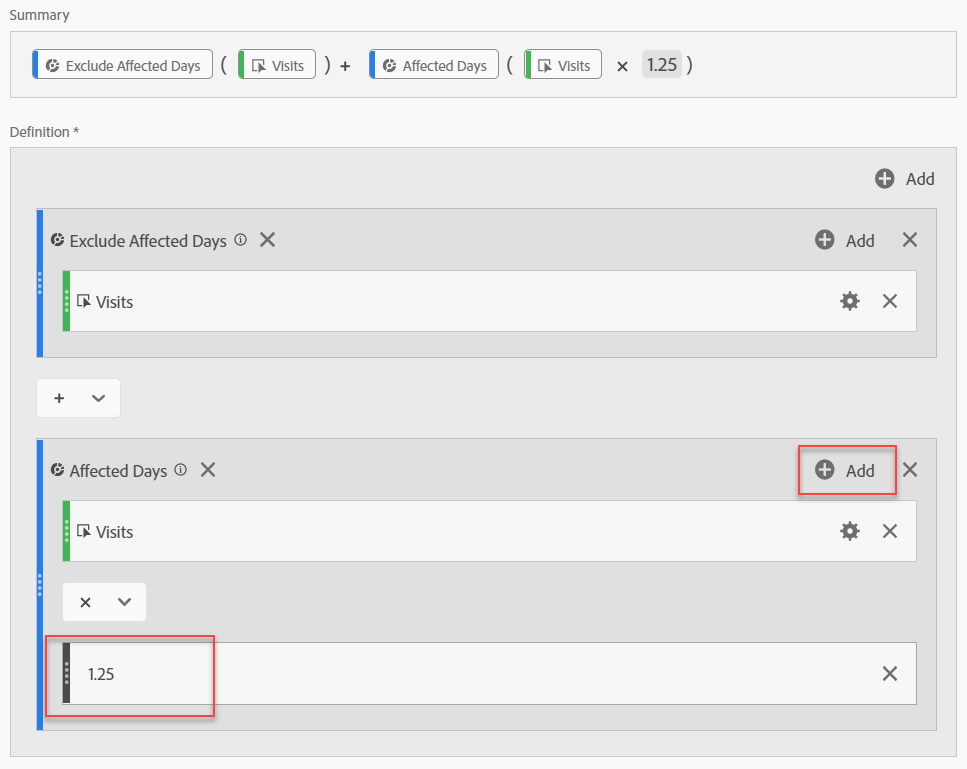 Summary
Exclude Affected Days ( Visits ) + Affected Days ( Visits × 1.25 )
Definition *
Add
Exclude Affected Days Add
Visits
+
Affected Days Add
Visits
×
1.25